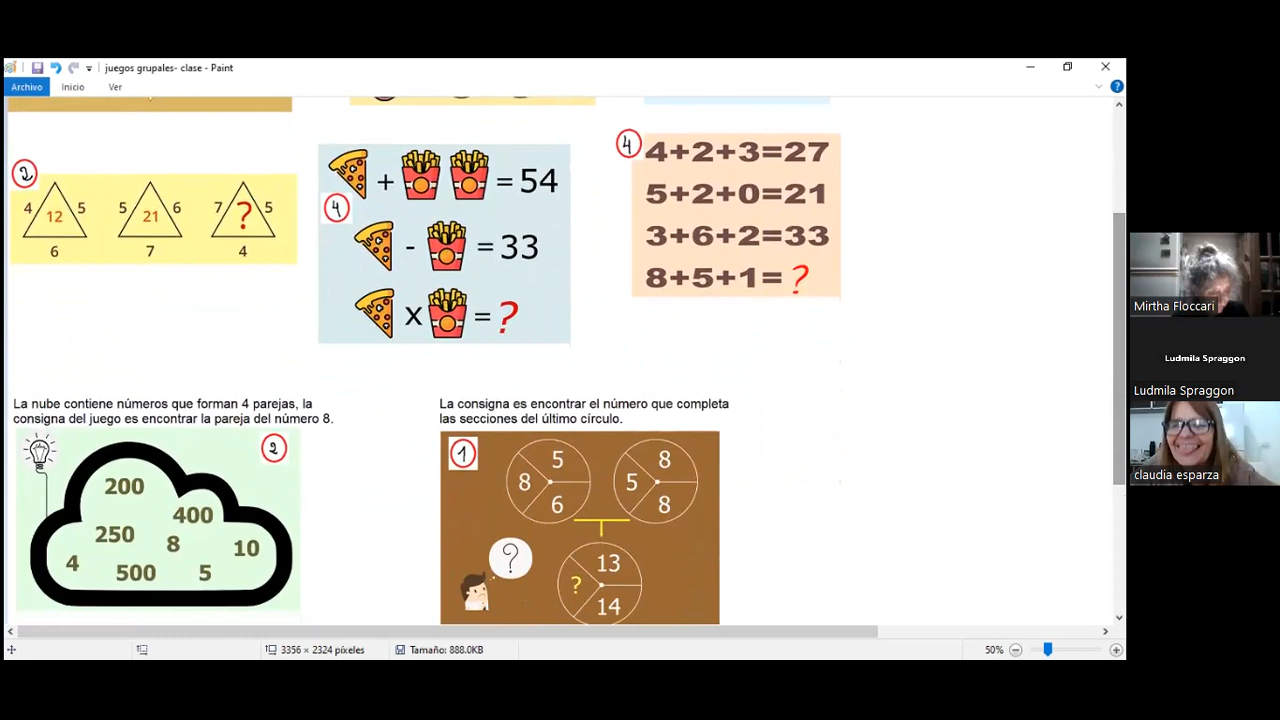 juegos grupales- clase - Paint
Archivo Inicio Ver
2
4 12 5
6
5 21 6
7
7 ? 5
4
4
+ = 54
- = 33
x = ?
4
4+2+3=27
5+2+0=21
3+6+2=33
8+5+1=?
La nube contiene números que forman 4 parejas, la
consigna del juego es encontrar la pareja del número 8.
2
200
400
250
8
10
4
500
5
La consigna es encontrar el número que completa
las secciones del último círculo.
1
5
8
6
8
5
8
?
13
?
14
Mirtha Floccari
Ludmila Spraggon
Ludmila Spraggon
claudia esparza
3356 × 2324 píxeles
Tamaño: 888.0KB
50%